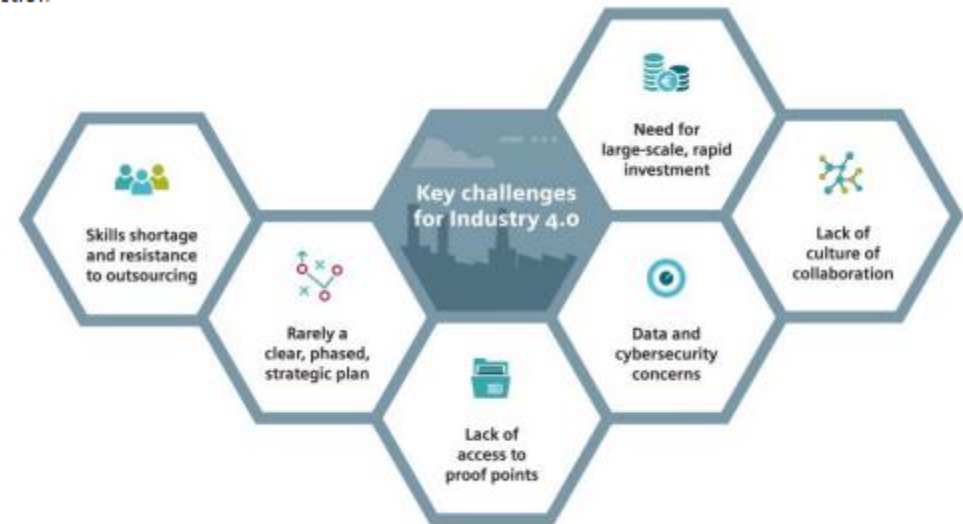 Key challenges
for Industry 4.0
Need for
large-scale, rapid
investment
Lack of
culture of
collaboration
Skills shortage
and resistance
to outsourcing
Rarely a
clear, phased,
strategic plan
Data and
cybersecurity
concerns
Lack of
access to
proof points